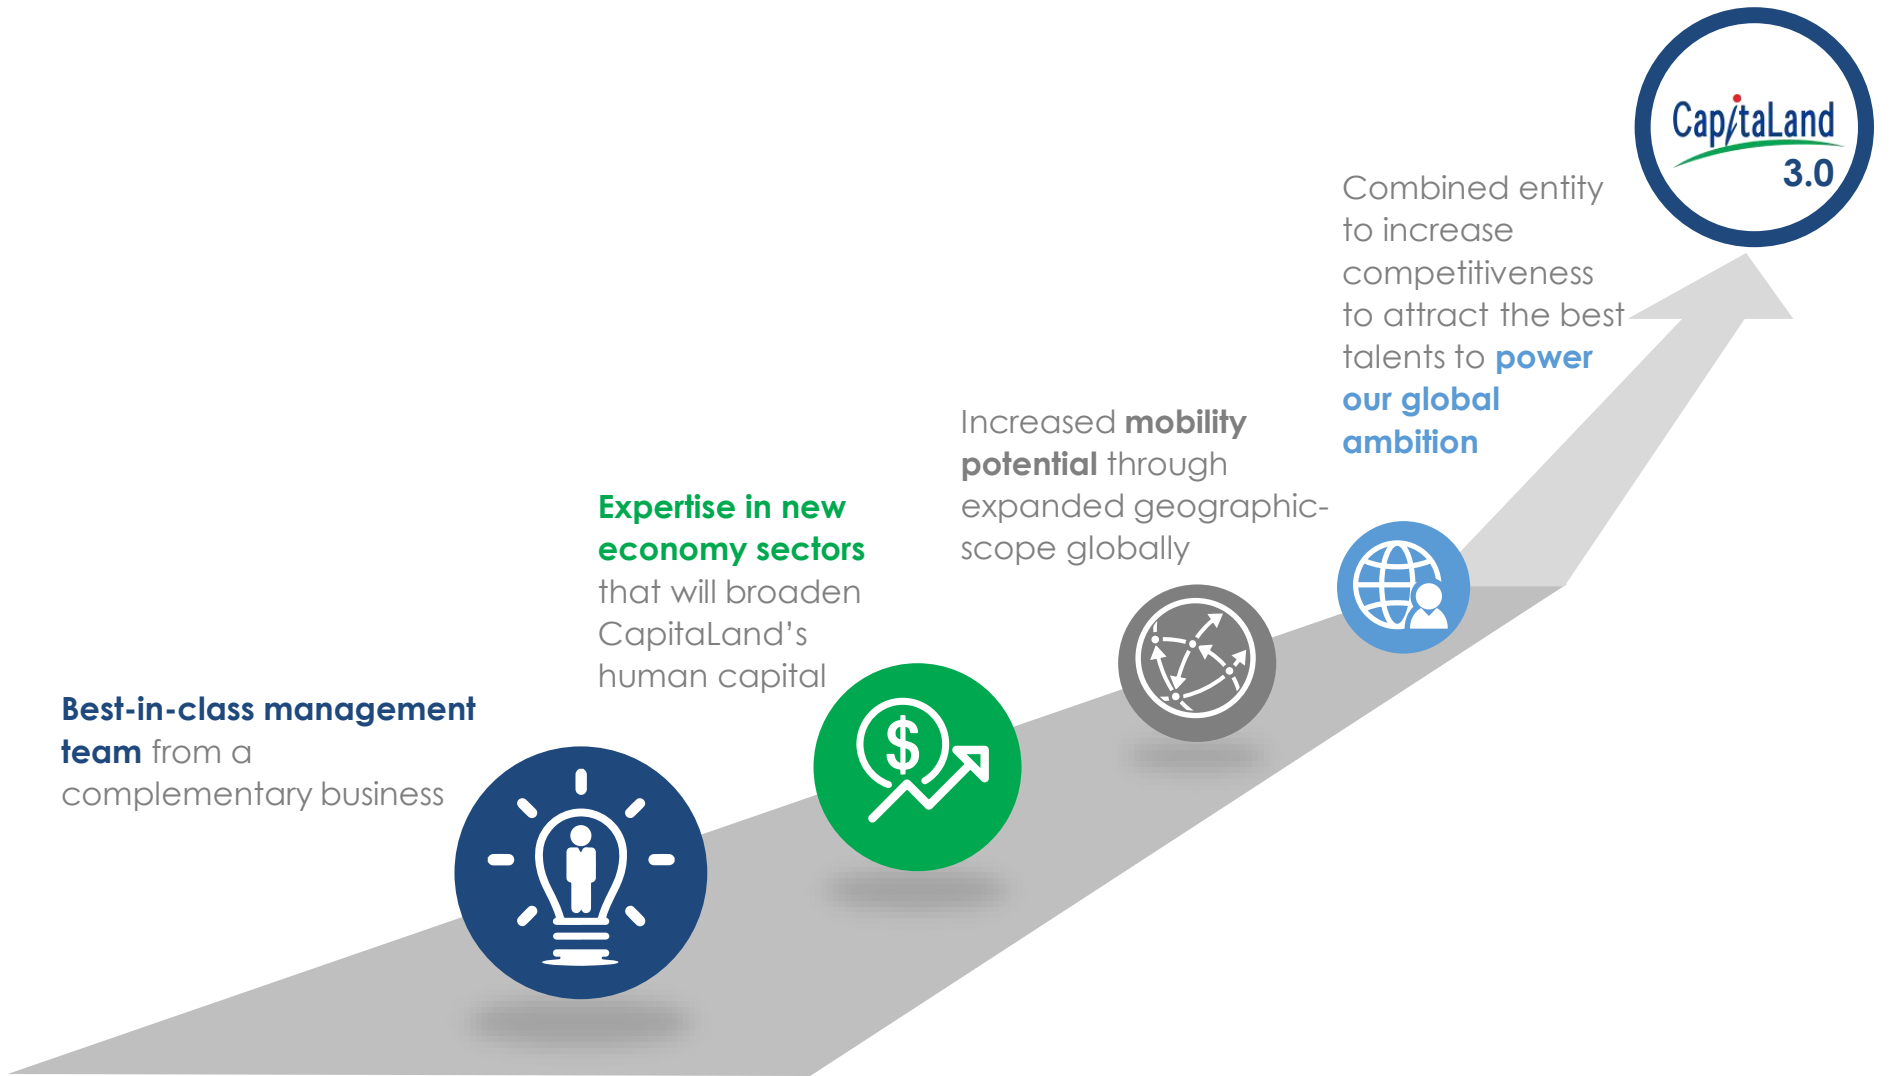 CapitaLand
3.0
Combined entity
to increase
competitiveness
to attract the best
talents to power
our global
ambition
Increased mobility
potential through
expanded geographic-
scope globally
Expertise in new
economy sectors
that will broaden
CapitaLand’s
human capital
Best-in-class management
team from a
complementary business
$